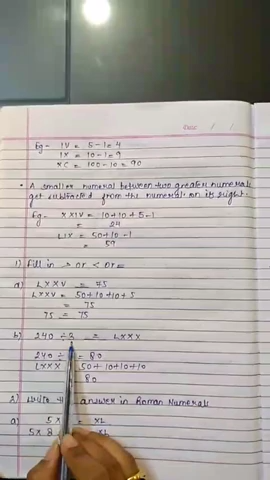 Date: / /
Eg- IV = 5-1=4
IX = 10-1=9
XC = 100-10=90
• A smaller numeral between two greater numeral
get subtracted from the numeral on its right.
Eg- XXIV = 10+10+5-1
= 24
LIX = 50+10-1
= 59
1) Fill in > or < or =
a) LXXV = 75
LXXV = 50+10+10+5
= 75
75 = 75
b) 240 ÷ 3 = LXXX
240 ÷ = 80
LXXX 50+10+10+10
80
2) Write answer in Roman Numerals
a) 5 x = XL
5 x 8 XL